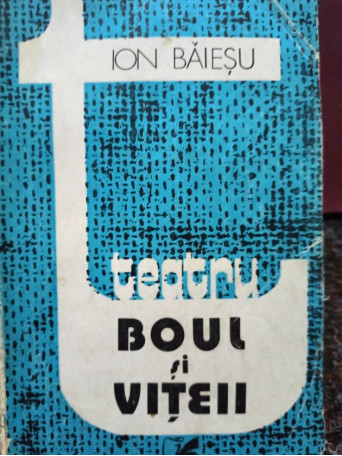 ION BĂIEȘU
teatru
BOUL
și
VIȚEII